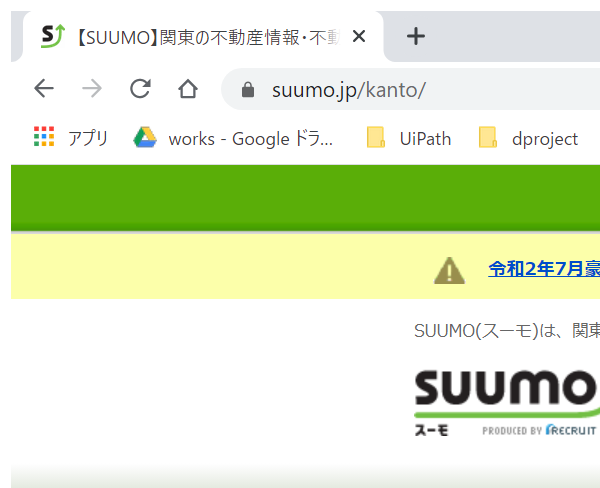 【SUUMO】関東の不動産情報・不動
suumo.jp/kanto/
アプリ works - Google ドラ... UiPath dproject
令和2年7月豪
SUUMO(スーモ)は、関東
suumo
スーモ PRODUCED BY RECRUIT